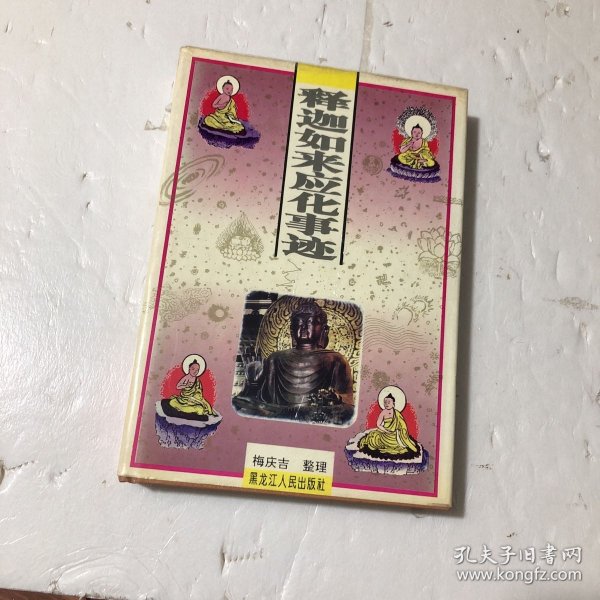 释迦如来应化事迹
梅庆吉 整理
黑龙江人民出版社
孔夫子旧书网
www.kongfz.com